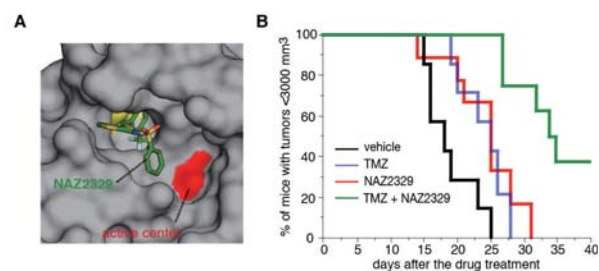 A
NAZ2329
active center
B
% of mice with tumors <3000 mm3
100
80
60
40
20
0
vehicle
TMZ
NAZ2329
TMZ + NAZ2329
0 5 10 15 20 25 30 35 40
days after the drug treatment